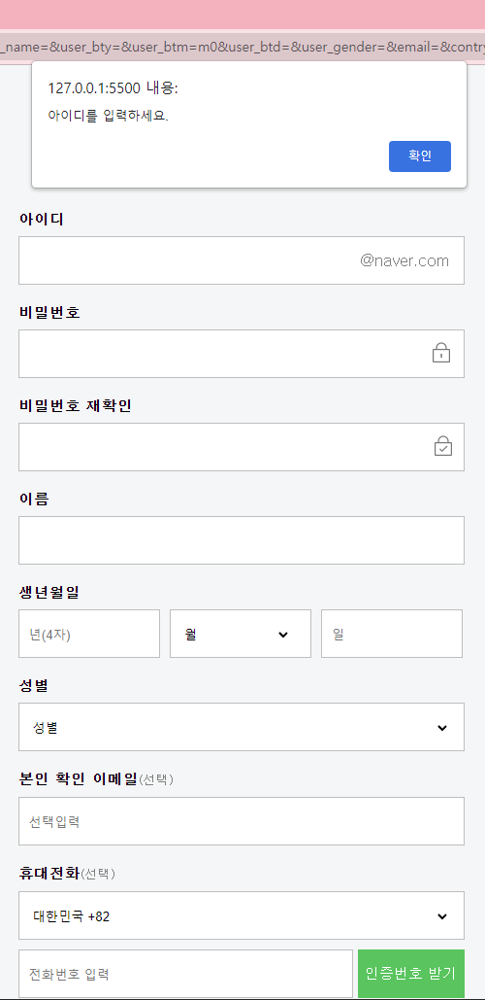 _name=&user_bty=&user_btm=m0&user_btd=&user_gender=&email=&contry
127.0.0.1:5500 내용:
아이디를 입력하세요.
확인
아이디
@naver.com
비밀번호
비밀번호 재확인
이름
생년월일
년(4자) 월 일
성별
성별
본인 확인 이메일(선택)
선택입력
휴대전화(선택)
대한민국 +82
전화번호 입력 인증번호 받기